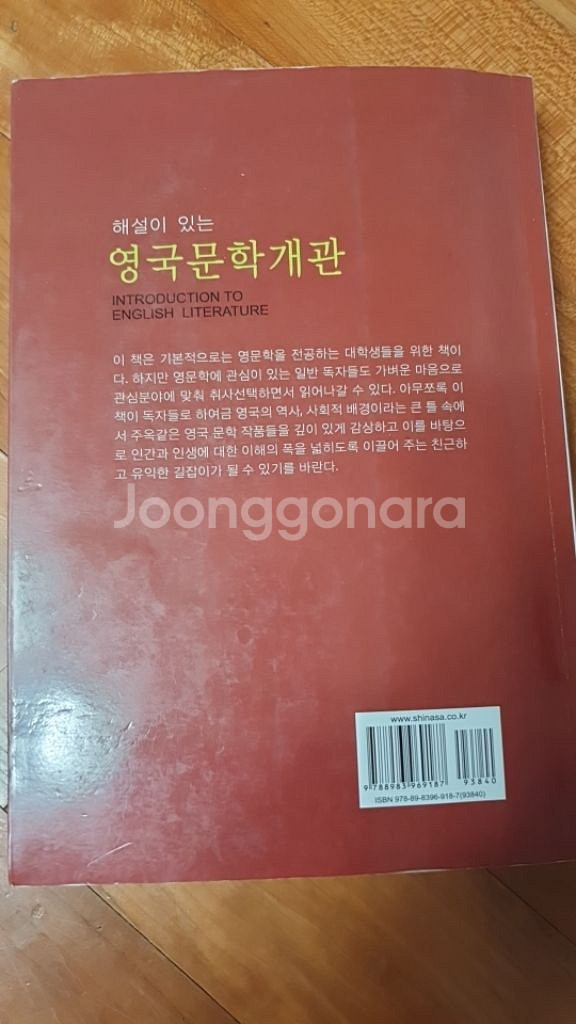 해설이 있는
영국문학개관
INTRODUCTION TO
ENGLISH LITERATURE
이 책은 기본적으로는 영문학을 전공하는 대학생들을 위한 책이
다. 하지만 영문학에 관심이 있는 일반 독자들도 가벼운 마음으로
관심분야에 맞춰 취사선택하면서 읽어나갈 수 있다. 아무쪼록 이
책이 독자들로 하여금 영국의 역사, 사회적 배경이라는 큰 틀 속에
서 주옥같은 영국 문학 작품들을 깊이 있게 감상하고 이를 바탕으
로 인간과 인생에 대한 이해의 폭을 넓히도록 이끌어 주는 친근하
고 유익한 길잡이가 될 수 있기를 바란다.
Joonggonara
www.shinasa.co.kr
9 788983 969187
93840
ISBN 978-89-8396-918-7(93840)